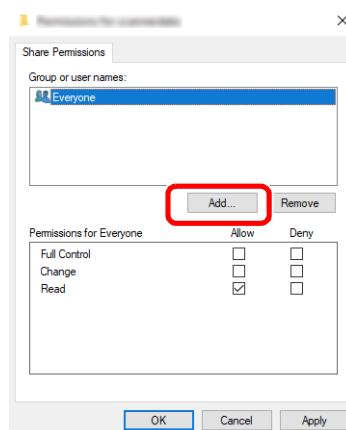 Share Permissions
Group or user names:
Everyone
Add... Remove
Permissions for Everyone Allow Deny
Full Control
Change
Read
OK Cancel Apply